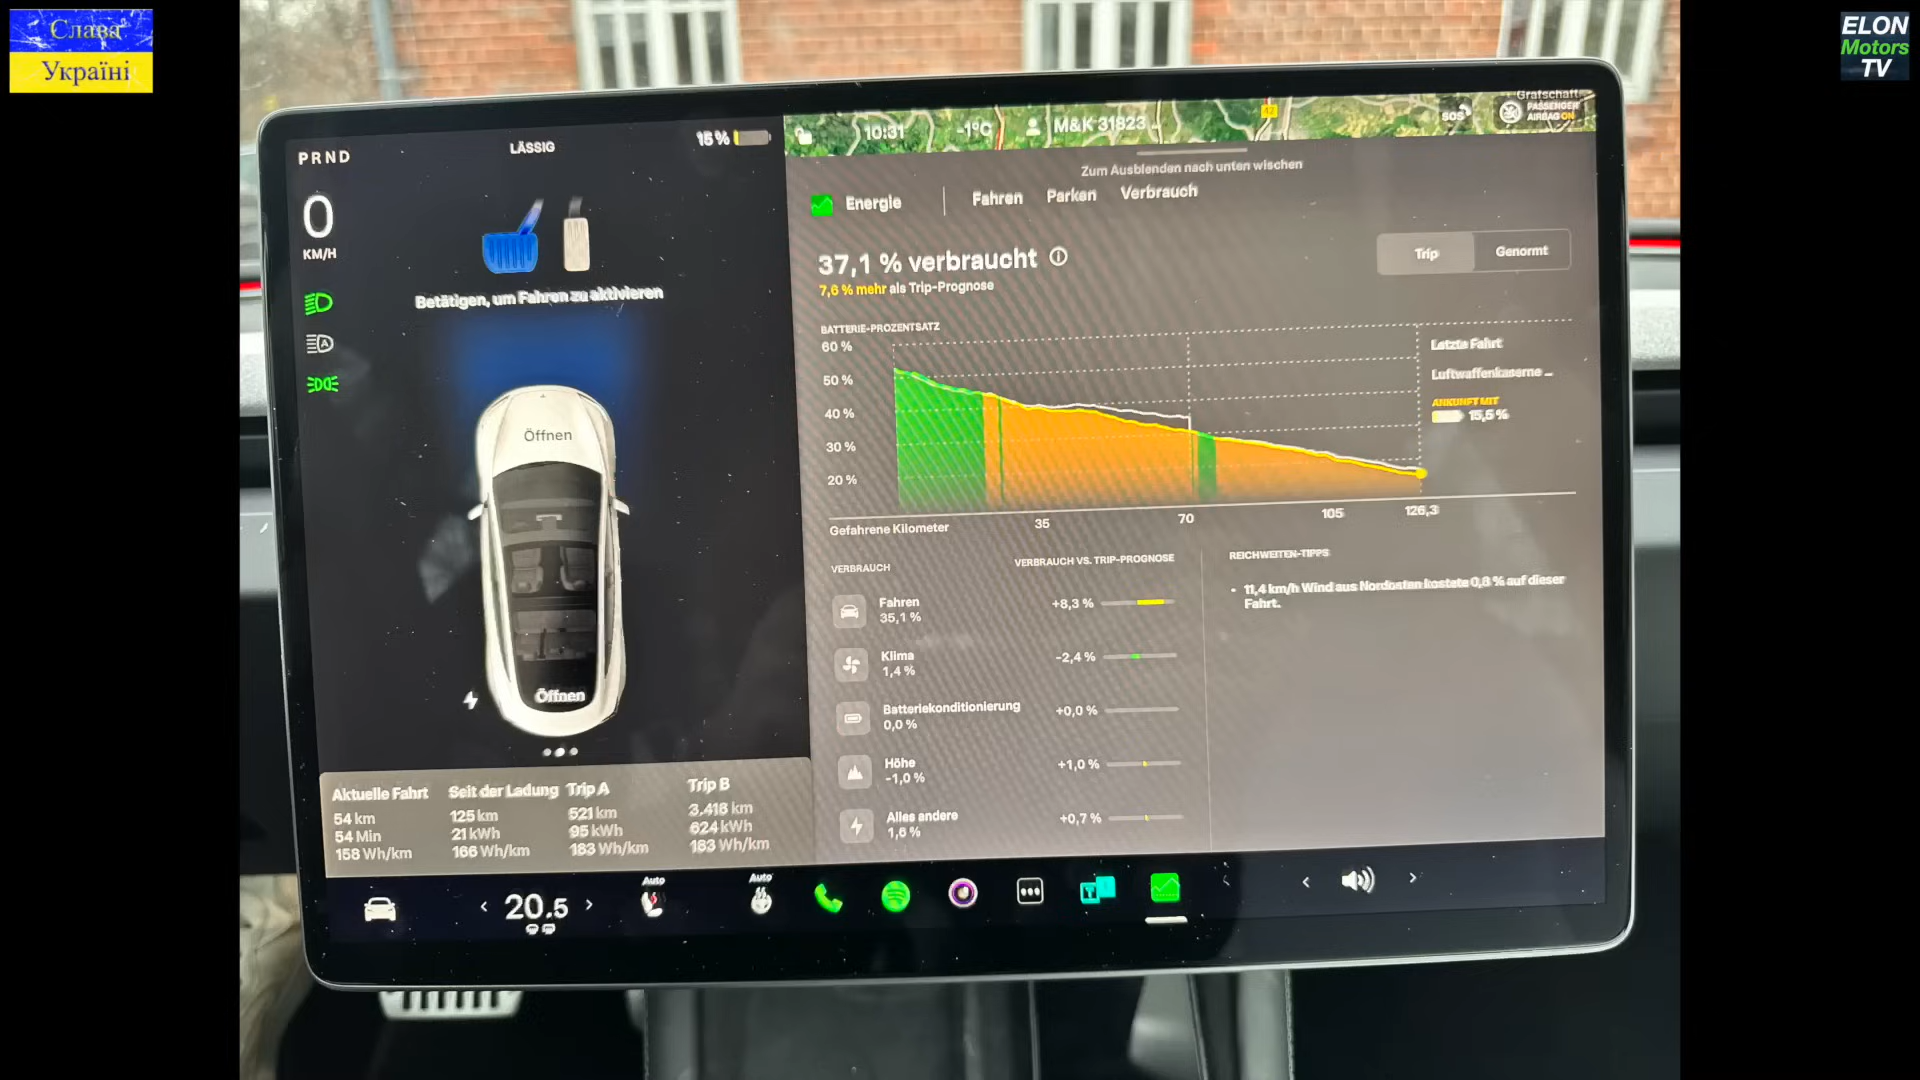 Слава
Україні
ELON
Motors
TV
PRND
LÄSSIG
15 %
0
KM/H
Betätigen, um Fahren zu aktivieren
Öffnen
Öffnen
10:31
-1°C
M&K 31823
42
Grafschaft
SOS
PASSENGER
AIRBAG ON
Zum Ausblenden nach unten wischen
Energie
Fahren
Parken
Verbrauch
37,1 % verbraucht
7,6 % mehr als Trip-Prognose
Trip
Genormt
BATTERIE-PROZENTSATZ
60 %
50 %
40 %
30 %
20 %
Gefahrene Kilometer
35
70
105
126,3
Letzte Fahrt
Luftwaffenkaserne ...
ANKUNFT MIT
15,5 %
VERBRAUCH
VERBRAUCH VS. TRIP-PROGNOSE
Fahren
35,1 %
+8,3 %
Klima
1,4 %
-2,4 %
Batteriekonditionierung
0,0 %
+0,0 %
Höhe
-1,0 %
+1,0 %
Alles andere
1,6 %
+0,7 %
REICHWEITEN-TIPPS
• 11,4 km/h Wind aus Nordosten kostete 0,8 % auf dieser
Fahrt.
Aktuelle Fahrt
54 km
54 Min
158 Wh/km
Seit der Ladung
125 km
21 kWh
166 Wh/km
Trip A
521 km
95 kWh
183 Wh/km
Trip B
3.418 km
624 kWh
183 Wh/km
20.5
Auto
Auto